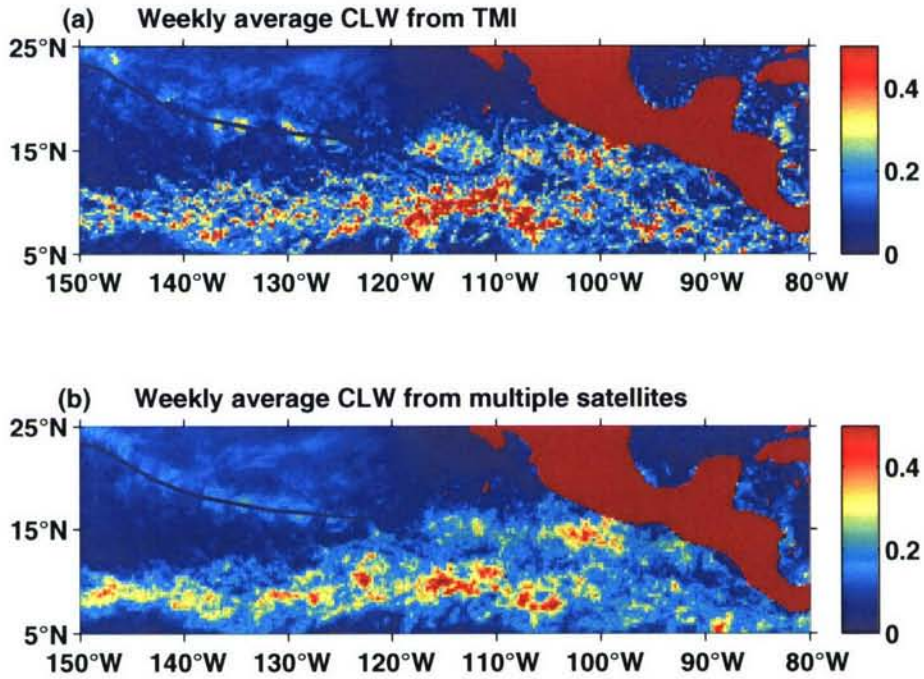 (a) Weekly average CLW from TMI
25°N
15°N
5°N
150°W 140°W 130°W 120°W 110°W 100°W 90°W 80°W
0.4
0.2
0
(b) Weekly average CLW from multiple satellites
25°N
15°N
5°N
150°W 140°W 130°W 120°W 110°W 100°W 90°W 80°W
0.4
0.2
0